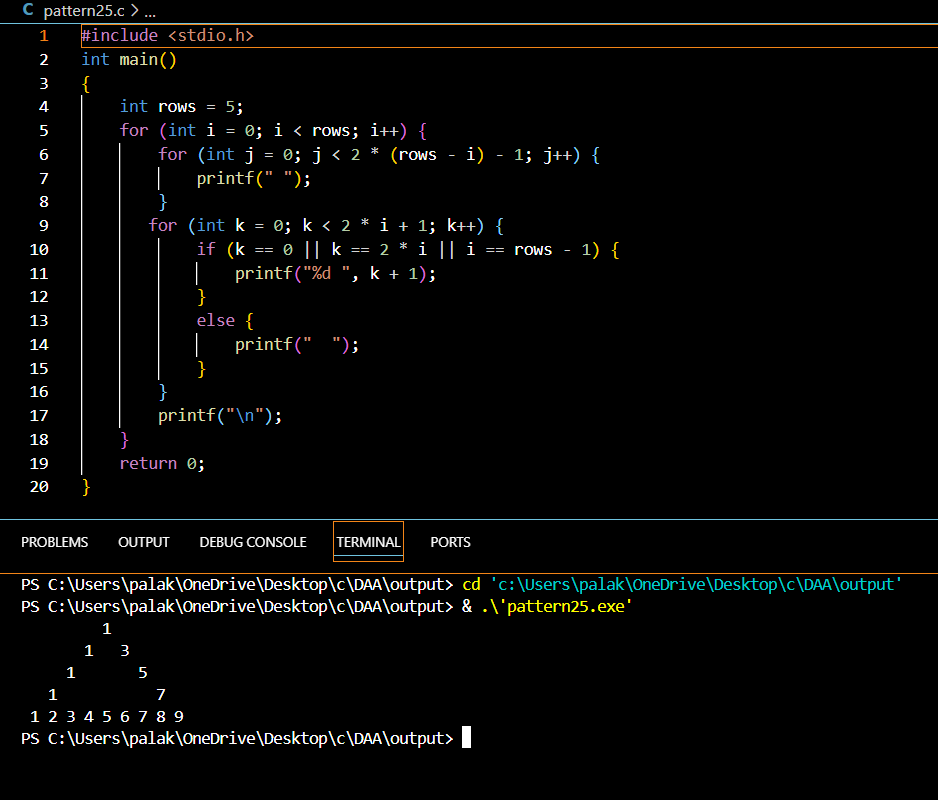 C pattern25.c > ...
1 #include <stdio.h>
2 int main()
3 {
4     int rows = 5;
5     for (int i = 0; i < rows; i++) {
6         for (int j = 0; j < 2 * (rows - i) - 1; j++) {
7             printf(" ");
8         }
9        for (int k = 0; k < 2 * i + 1; k++) {
10             if (k == 0 || k == 2 * i || i == rows - 1) {
11                 printf("%d ", k + 1);
12             }
13             else {
14                 printf("  ");
15             }
16         }
17         printf("\n");
18     }
19     return 0;
20 }
PROBLEMS OUTPUT DEBUG CONSOLE TERMINAL PORTS
PS C:\Users\palak\OneDrive\Desktop\c\DAA\output> cd 'c:\Users\palak\OneDrive\Desktop\c\DAA\output'
PS C:\Users\palak\OneDrive\Desktop\c\DAA\output> & .\'pattern25.exe'
         1
       1   3
     1       5
   1           7
 1 2 3 4 5 6 7 8 9
PS C:\Users\palak\OneDrive\Desktop\c\DAA\output>